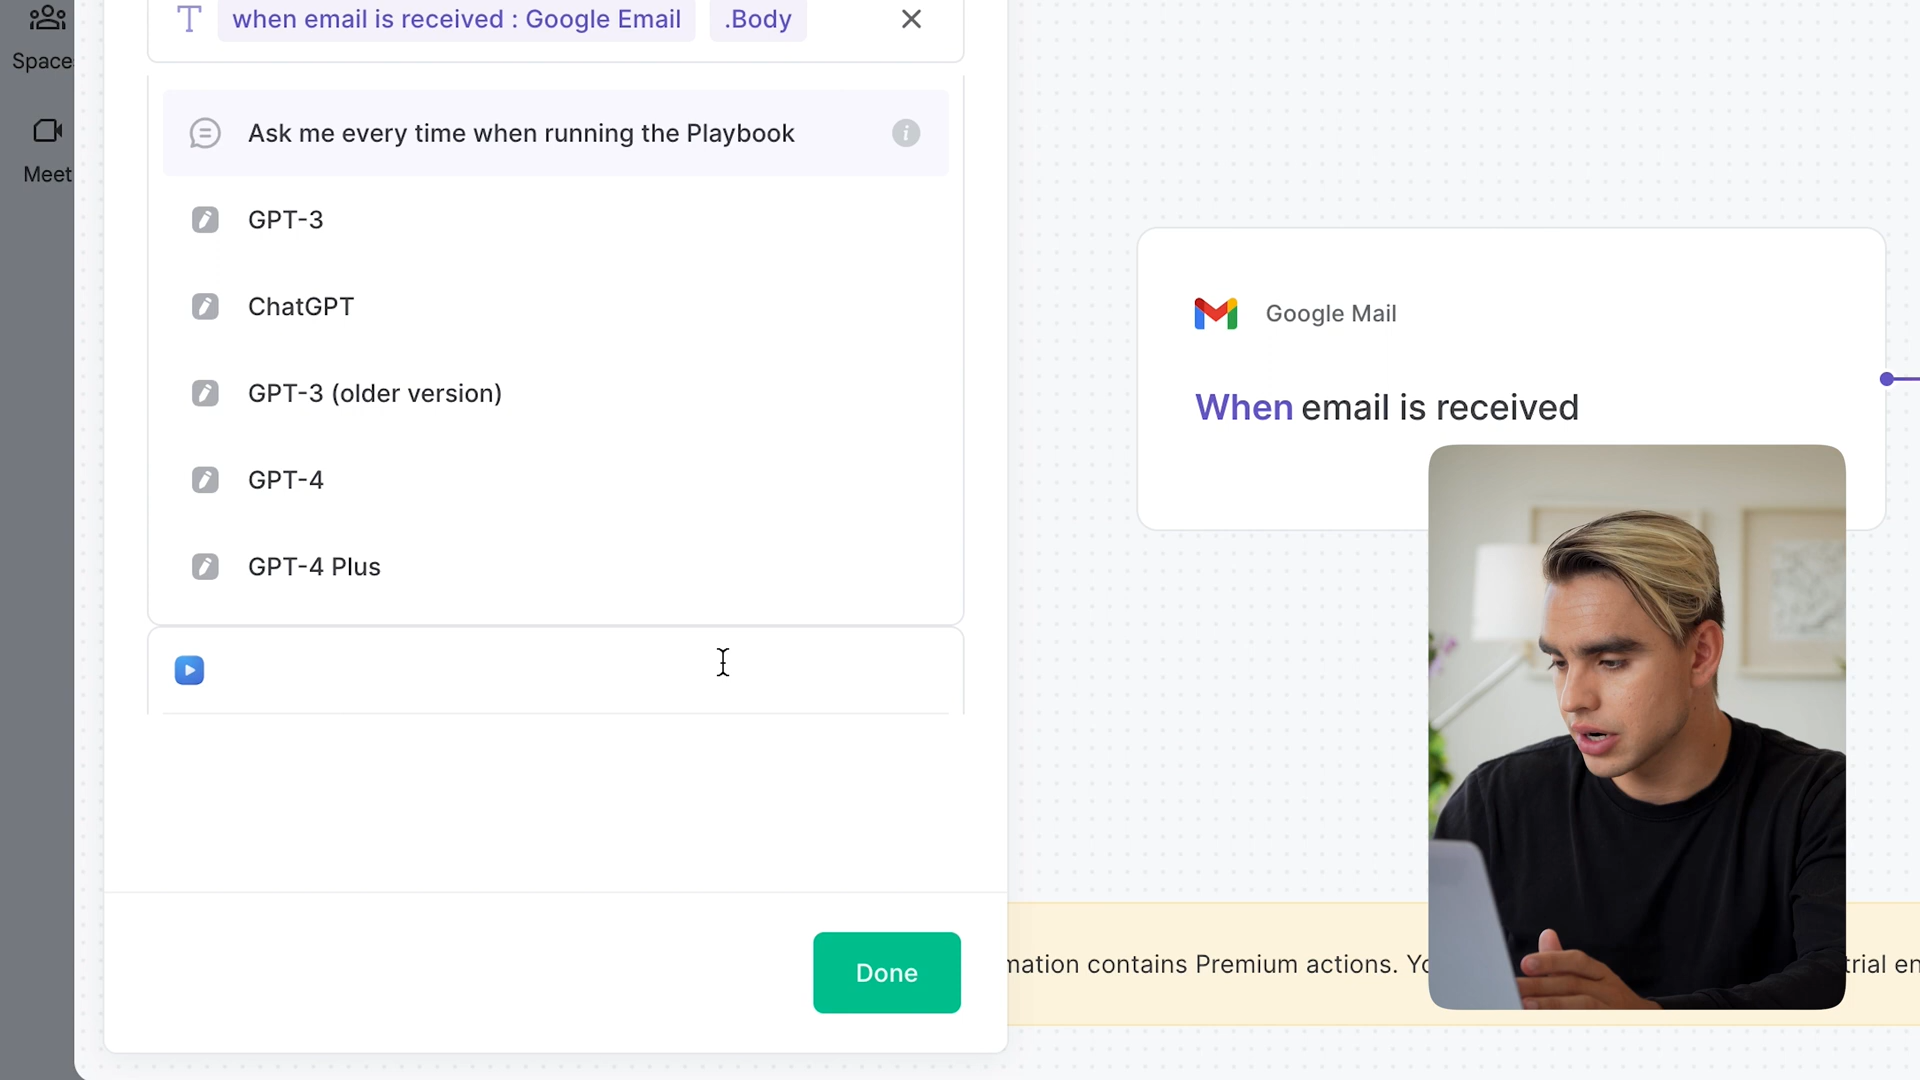 when email is received : Google Email .Body
Space
Meet
Ask me every time when running the Playbook
GPT-3
ChatGPT
GPT-3 (older version)
GPT-4
GPT-4 Plus
Google Mail
When email is received
Done
mation contains Premium actions. Yo
trial en